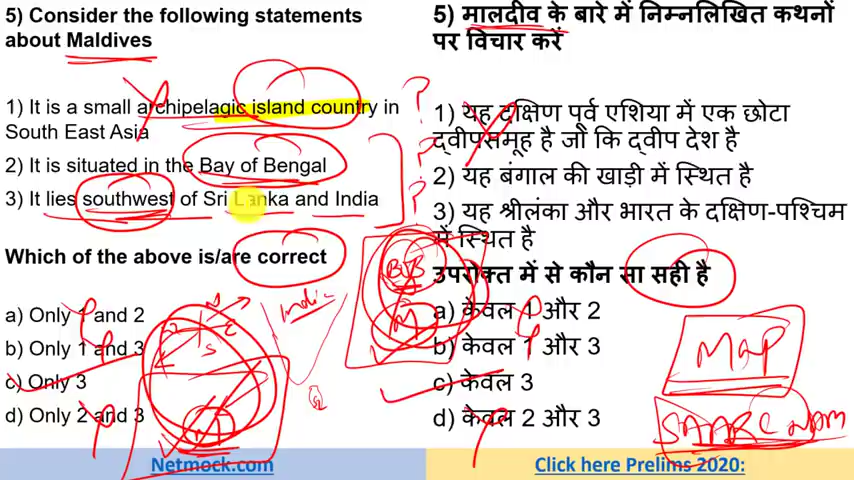 5) Consider the following statements
about Maldives
1) It is a small archipelagic island country in
South East Asia
2) It is situated in the Bay of Bengal
3) It lies southwest of Sri Lanka and India
Which of the above is/are correct
a) Only 1 and 2
b) Only 1 and 3
c) Only 3
d) Only 2 and 3
Netmock.com
5) मालदीव के बारे में निम्नलिखित कथनों
पर विचार करें
1) यह दक्षिण पूर्व एशिया में एक छोटा
द्वीपसमूह है जो कि द्वीप देश है
2) यह बंगाल की खाड़ी में स्थित है
3) यह श्रीलंका और भारत के दक्षिण-पश्चिम
में स्थित है
उपरोक्त में से कौन सा सही है
a) केवल 1 और 2
b) केवल 1 और 3
c) केवल 3
d) केवल 2 और 3
Click here Prelims 2020:
? 
?
?
BOB
M
India
N
E
S
M
MAP
SAARC